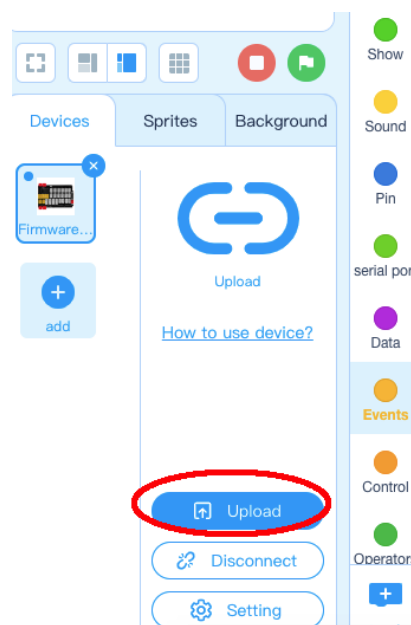 Devices
Sprites
Background
Firmware...
add
Upload
How to use device?
Upload
Disconnect
Setting
Show
Sound
Pin
serial por
Data
Events
Control
Operator